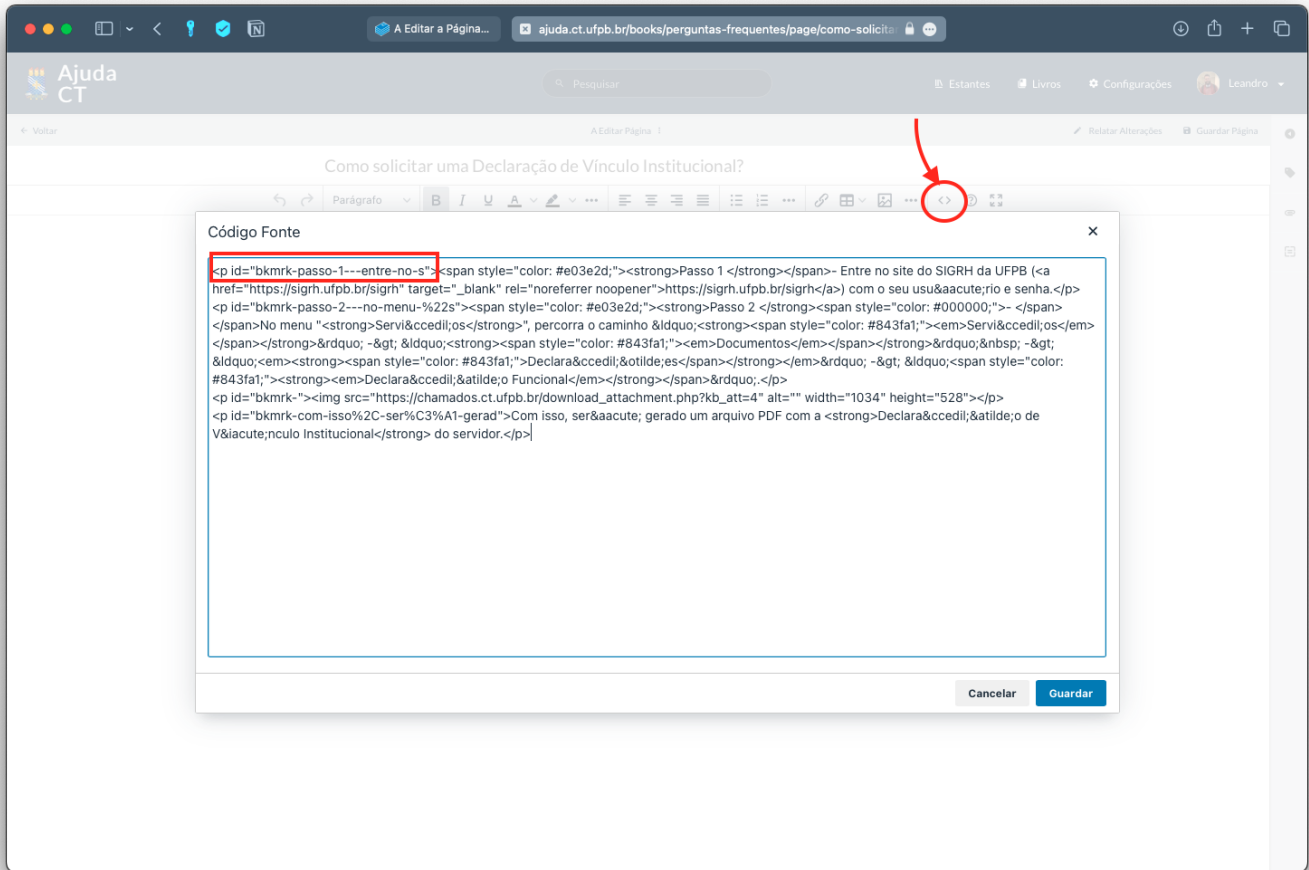 A Editar a Página...
ajuda.ct.ufpb.br/books/perguntas-frequentes/page/como-solicita
Ajuda
CT
Pesquisar
Estantes
Livros
Configurações
Leandro
← Voltar
A Editar Página
Relatar Alterações
Guardar Página
Como solicitar uma Declaração de Vínculo Institucional?
Parágrafo
B I U A
Código Fonte
<p id="bkmrk-passo-1---entre-no-s"><span style="color: #e03e2d;"><strong>Passo 1 </strong></span>- Entre no site do SIGRH da UFPB (<a
href="https://sigrh.ufpb.br/sigrh" target="_blank" rel="noreferrer noopener">https://sigrh.ufpb.br/sigrh</a>) com o seu usu&aacute;rio e senha.</p>
<p id="bkmrk-passo-2---no-menu-%22s"><span style="color: #e03e2d;"><strong>Passo 2 </strong><span style="color: #000000;">- </span>
</span>No menu "<strong>Servi&ccedil;os</strong>", percorra o caminho &ldquo;<strong><span style="color: #843fa1;"><em>Servi&ccedil;os</em>
</span></strong>&rdquo; -&gt; &ldquo;<strong><span style="color: #843fa1;"><em>Documentos</em></span></strong>&rdquo;&nbsp; -&gt;
&ldquo;<em><strong><span style="color: #843fa1;">Declara&ccedil;&otilde;es</span></strong></em>&rdquo; -&gt; &ldquo;<span style="color:
#843fa1;"><strong><em>Declara&ccedil;&atilde;o Funcional</em></strong></span>&rdquo;.</p>
<p id="bkmrk-"><img src="https://chamados.ct.ufpb.br/download_attachment.php?kb_att=4" alt="" width="1034" height="528"></p>
<p id="bkmrk-com-isso%2C-ser%C3%A1-gerad">Com isso, ser&aacute; gerado um arquivo PDF com a <strong>Declara&ccedil;&atilde;o de
V&iacute;nculo Institucional</strong> do servidor.</p>
Cancelar
Guardar